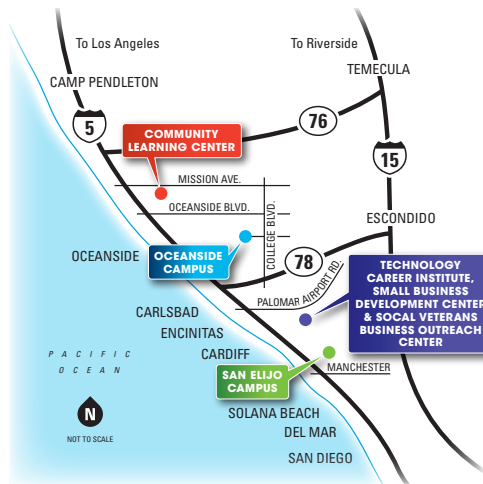 To Los Angeles
To Riverside
TEMECULA
CAMP PENDLETON
5
76
COMMUNITY
LEARNING CENTER
15
MISSION AVE.
OCEANSIDE BLVD.
COLLEGE BLVD.
ESCONDIDO
OCEANSIDE
OCEANSIDE
CAMPUS
78
PALOMAR AIRPORT RD.
TECHNOLOGY
CAREER INSTITUTE,
SMALL BUSINESS
DEVELOPMENT CENTER
& SOCAL VETERANS
BUSINESS OUTREACH
CENTER
CARLSBAD
ENCINITAS
CARDIFF
PACIFIC
OCEAN
SAN ELIJO
CAMPUS
MANCHESTER
N
NOT TO SCALE
SOLANA BEACH
DEL MAR
SAN DIEGO